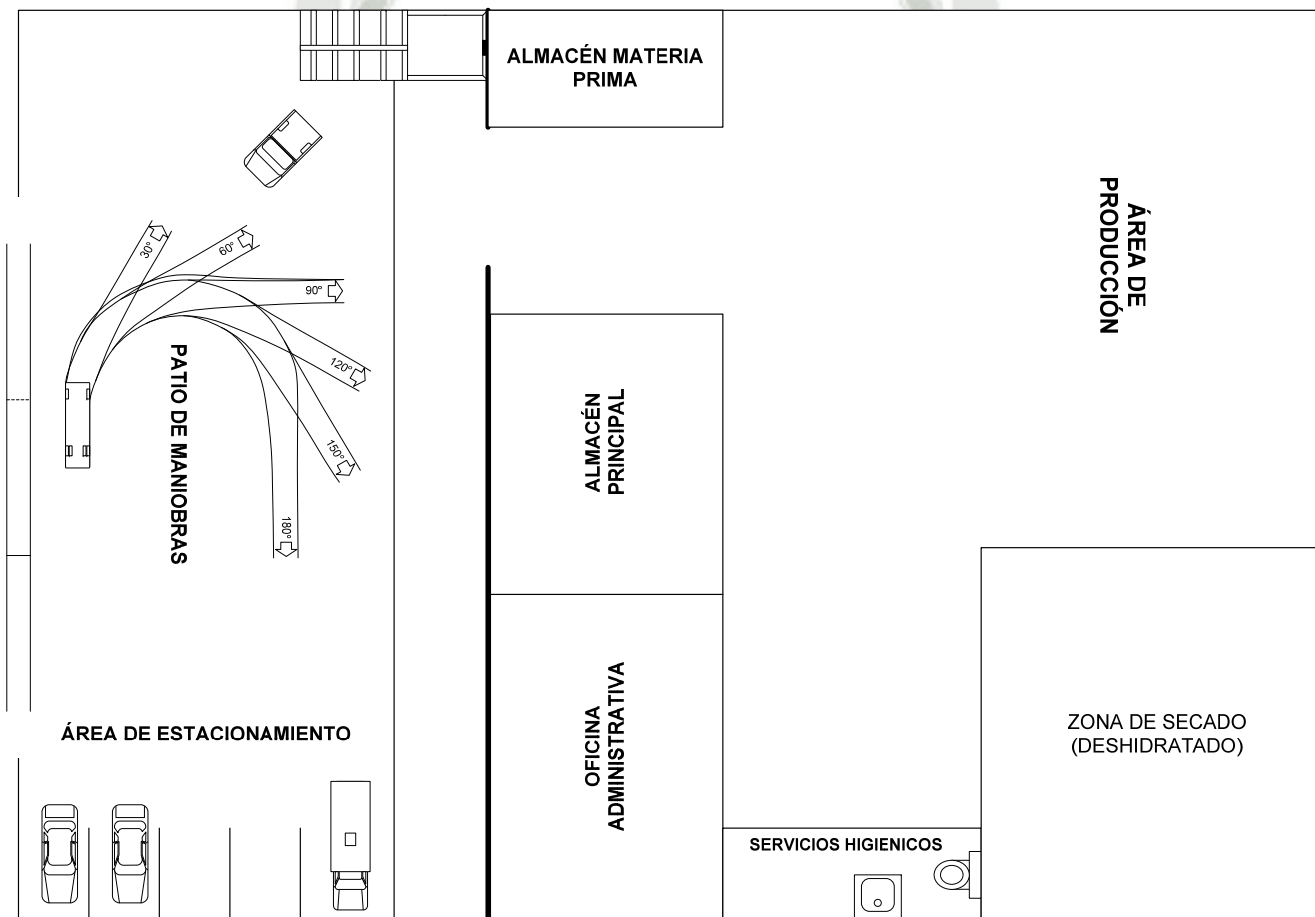 ALMACÉN MATERIA
PRIMA
ÁREA DE
PRODUCCIÓN
30°
60°
90°
120°
150°
180°
PATIO DE MANIOBRAS
ALMACÉN
PRINCIPAL
OFICINA
ADMINISTRATIVA
ÁREA DE ESTACIONAMIENTO
ZONA DE SECADO
(DESHIDRATADO)
SERVICIOS HIGIENICOS